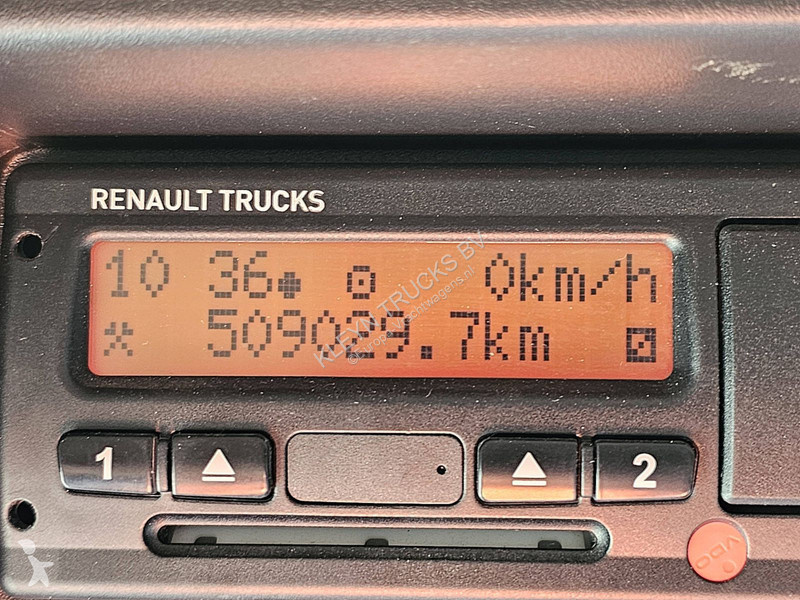 RENAULT TRUCKS
10 36 0km/h
509029.7km
KLEYN TRUCKS BV
1
2
VDO